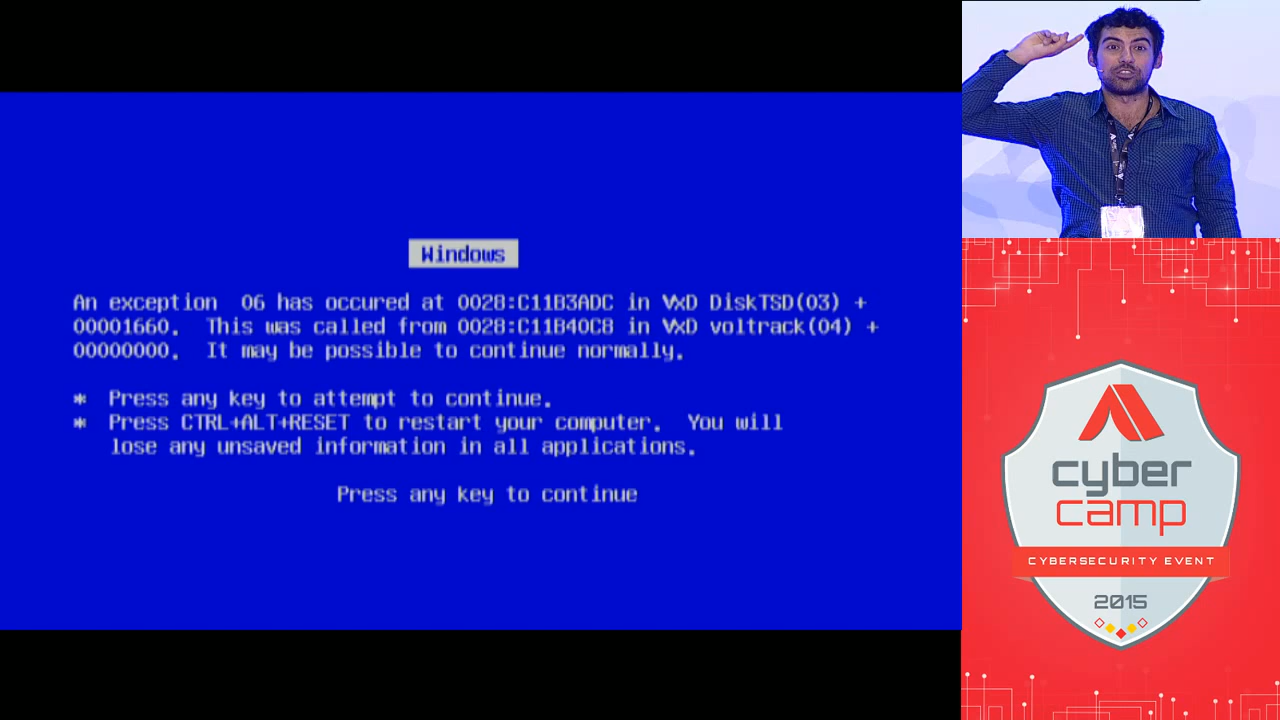 Windows
An exception 06 has occured at 0028:C11B3ADC in VxD DiskTSD(03) +
00001660. This was called from 0028:C11B40C8 in VxD voltrack(04) +
00000000. It may be possible to continue normally.
* Press any key to attempt to continue.
* Press CTRL+ALT+RESET to restart your computer. You will
lose any unsaved information in all applications.
Press any key to continue
cyber
camp
CYBERSECURITY EVENT
2015